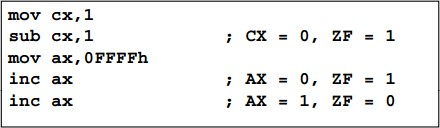 mov cx,1
sub cx,1 ; CX = 0, ZF = 1
mov ax,0FFFFh
inc ax ; AX = 0, ZF = 1
inc ax ; AX = 1, ZF = 0